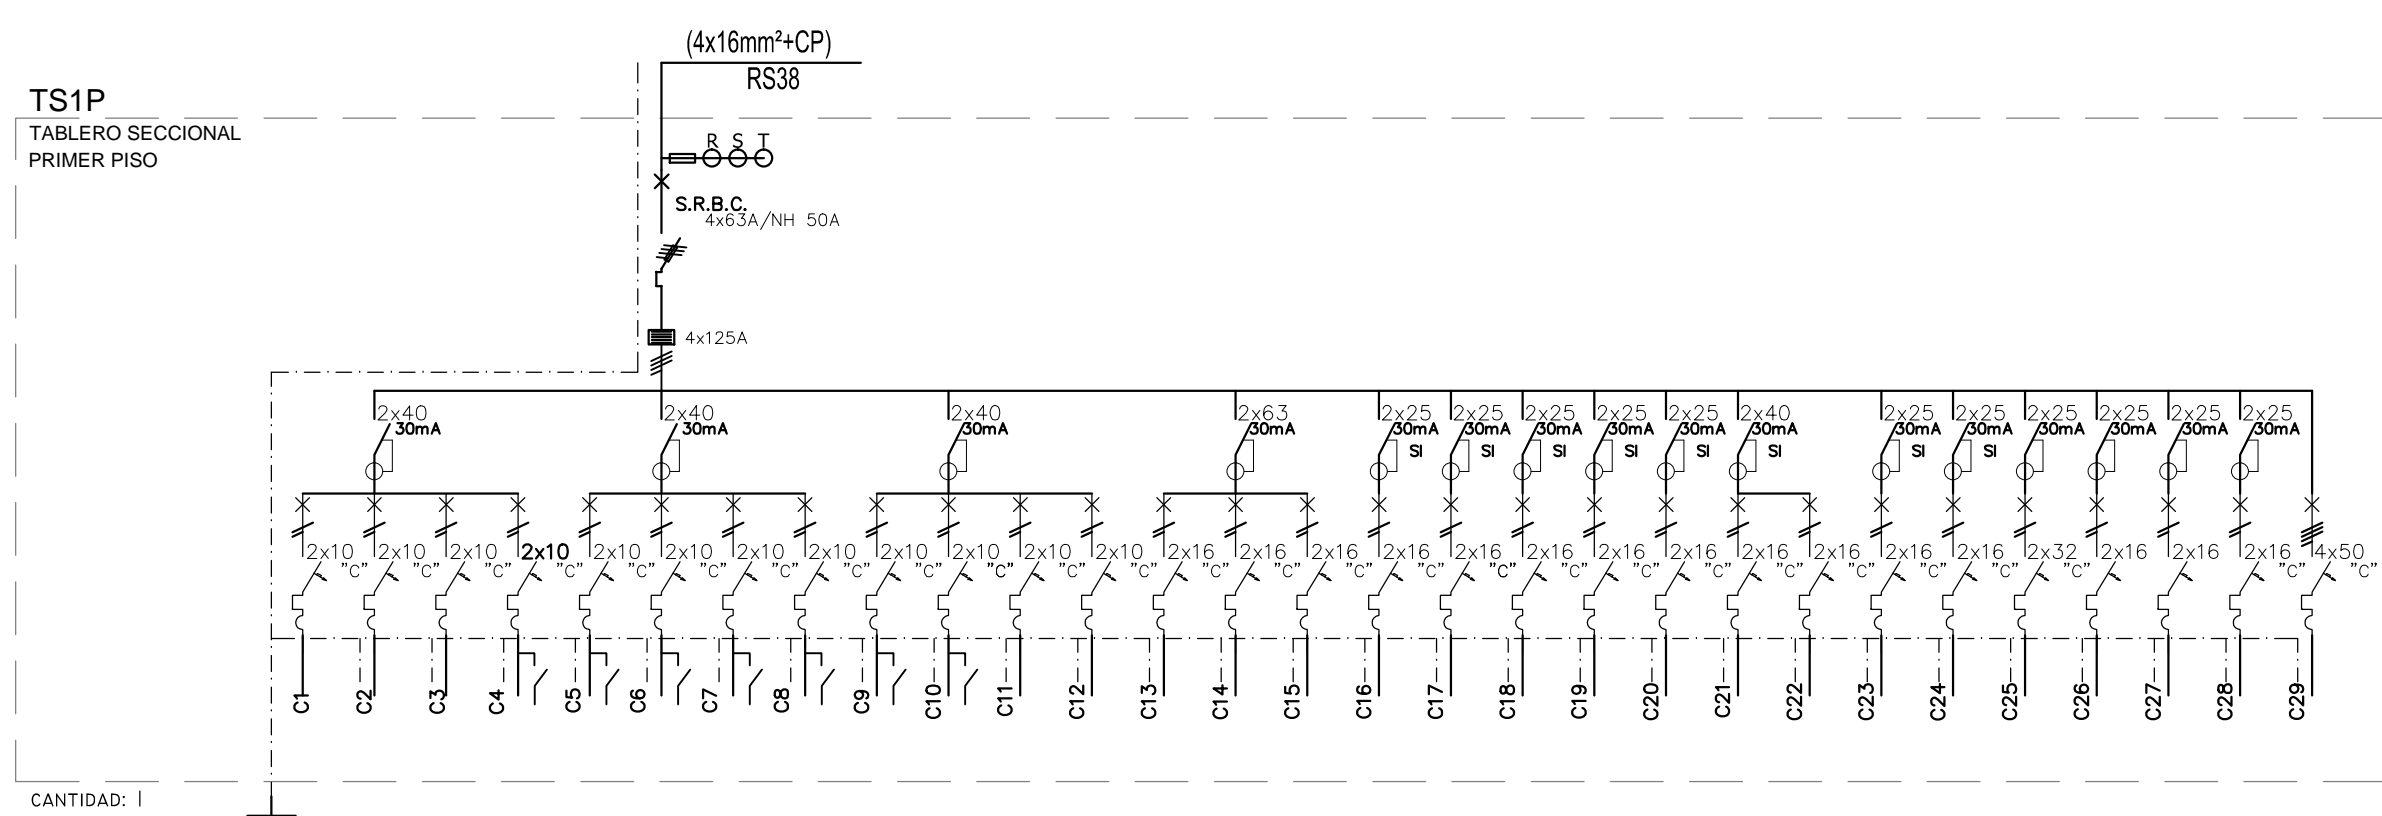 (4x16mm²+CP)
RS38
TS1P
TABLERO SECCIONAL
PRIMER PISO
R S T
S.R.B.C.
4x63A/NH 50A
4x125A
2x40 2x40 2x40 2x63 2x25 2x25 2x25 2x25 2x25 2x40 2x25 2x25 2x25 2x25 2x25 2x25
30mA 30mA 30mA 30mA 30mA 30mA 30mA 30mA 30mA 30mA 30mA 30mA 30mA 30mA 30mA 30mA
SI SI SI SI SI SI SI SI
2x10 2x10 2x10 2x10 2x10 2x10 2x10 2x10 2x10 2x10 2x10 2x10 2x16 2x16 2x16 2x16 2x16 2x16 2x16 2x16 2x16 2x16 2x16 2x16 2x32 2x16 2x16 2x16 4x50
"C" "C" "C" "C" "C" "C" "C" "C" "C" "C" "C" "C" "C" "C" "C" "C" "C" "C" "C" "C" "C" "C" "C" "C" "C" "C" "C"
C1 C2 C3 C4 C5 C6 C7 C8 C9 C10 C11 C12 C13 C14 C15 C16 C17 C18 C19 C20 C21 C22 C23 C24 C25 C26 C27 C28 C29
CANTIDAD: 1